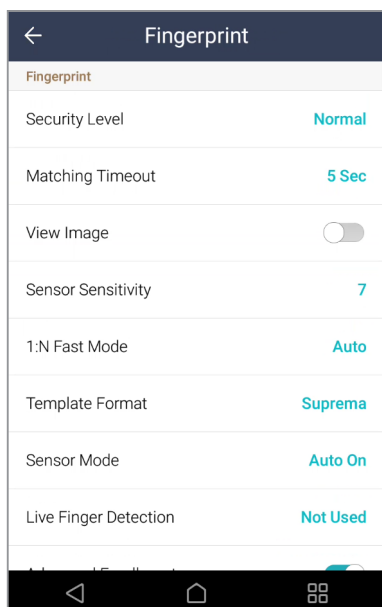 Fingerprint
Fingerprint
Security Level Normal
Matching Timeout 5 Sec
View Image
Sensor Sensitivity 7
1:N Fast Mode Auto
Template Format Suprema
Sensor Mode Auto On
Live Finger Detection Not Used